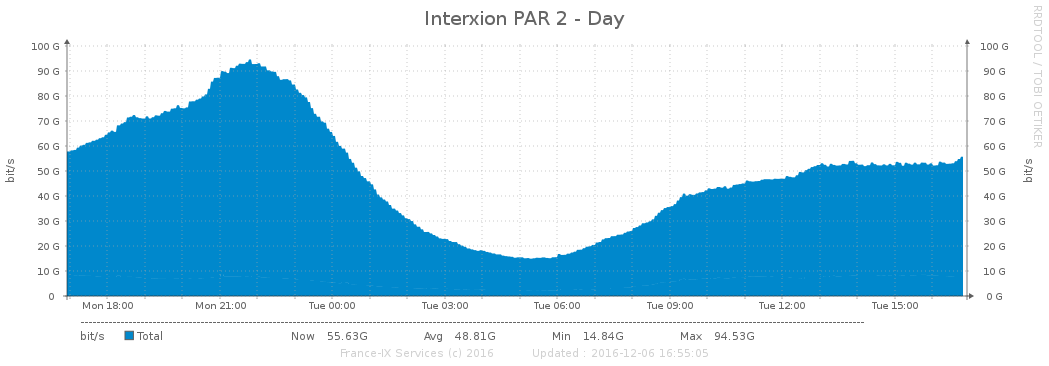 Interxion PAR 2 - Day
RRDTOOL / TOBI OETIKER
100 G 100 G
90 G 90 G
80 G 80 G
70 G 70 G
60 G 60 G
50 G 50 G
40 G 40 G
30 G 30 G
20 G 20 G
10 G 10 G
0 0 G
bit/s bit/s
Mon 18:00 Mon 21:00 Tue 00:00 Tue 03:00 Tue 06:00 Tue 09:00 Tue 12:00 Tue 15:00
bit/s Total Now 55.63G Avg 48.81G Min 14.84G Max 94.53G
France-IX Services (c) 2016 Updated : 2016-12-06 16:55:05